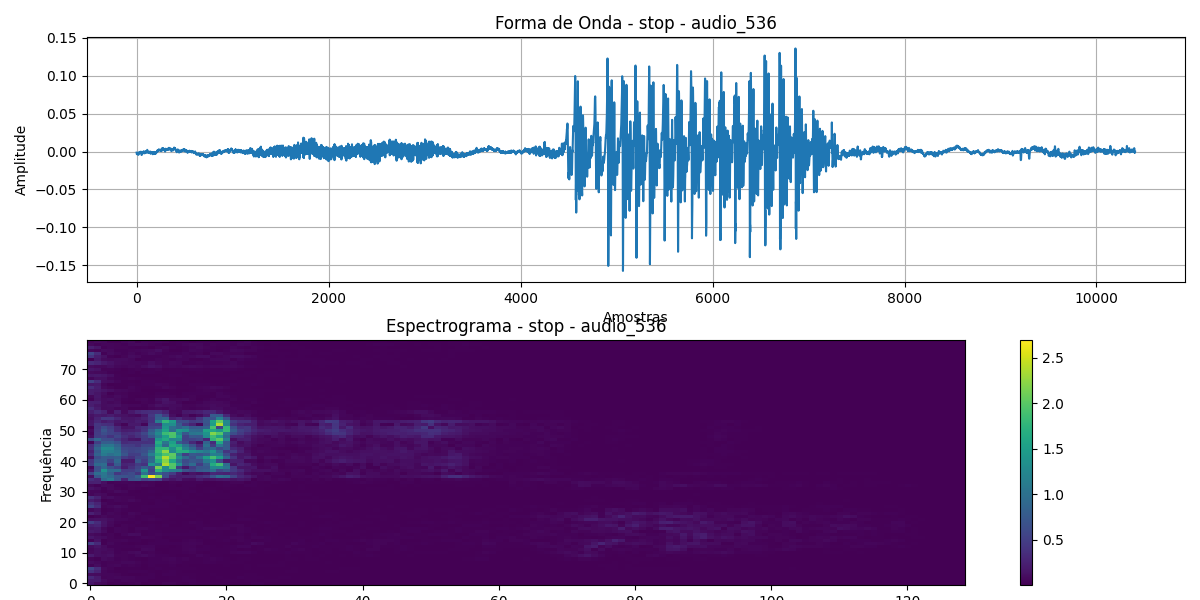 Forma de Onda - stop - audio_536
0.15
0.10
0.05
0.00
−0.05
−0.10
−0.15
Amplitude
0 2000 4000 6000 8000 10000
Amostras
Espectrograma - stop - audio_536
70
60
50
40
30
20
10
0
Frequência
0 20 40 60 80 100 120
2.5
2.0
1.5
1.0
0.5